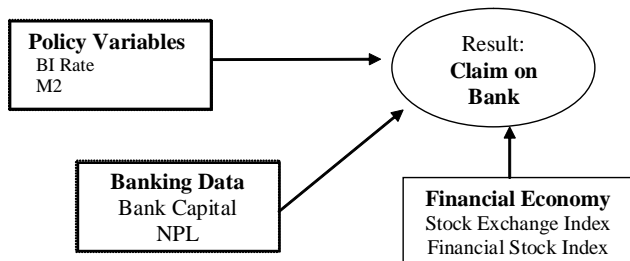 Policy Variables
BI Rate
M2
Result:
Claim on
Bank
Banking Data
Bank Capital
NPL
Financial Economy
Stock Exchange Index
Financial Stock Index